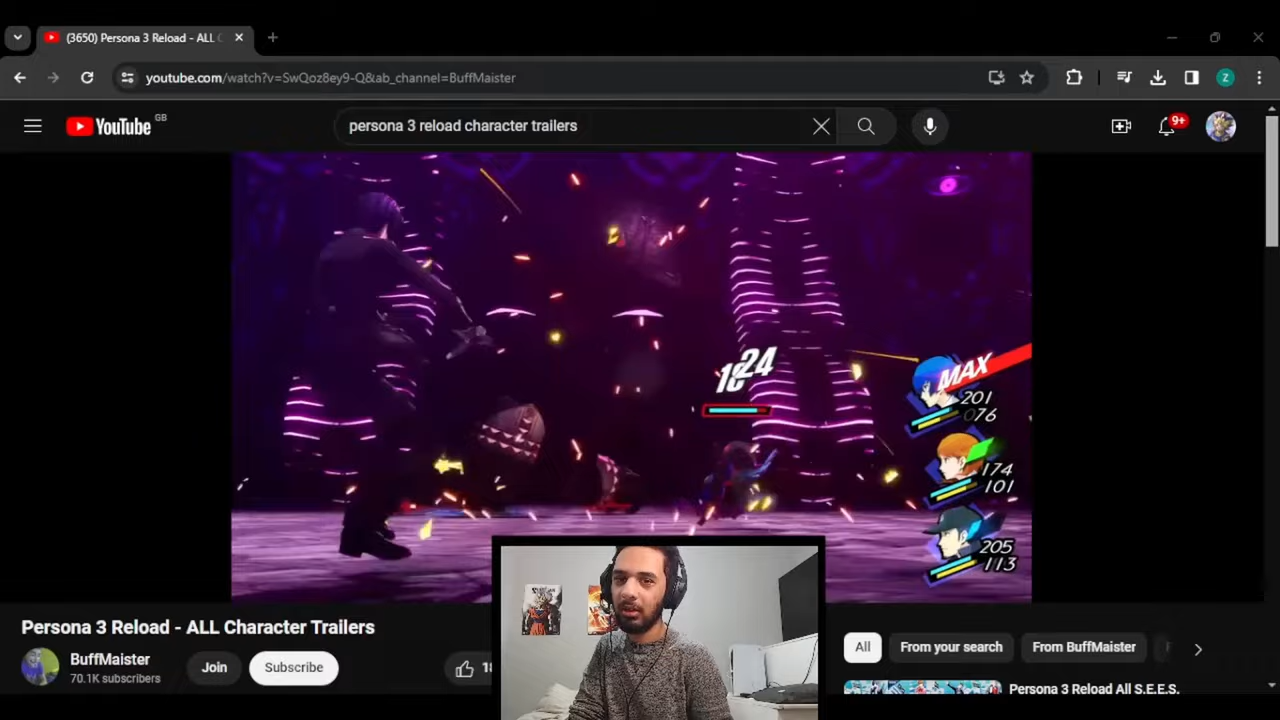 (3650) Persona 3 Reload - ALL C
youtube.com/watch?v=SwQoz8ey9-Q&ab_channel=BuffMaister
Z
YouTube GB
persona 3 reload character trailers
9+
24
MAX
201
076
174
101
205
113
Persona 3 Reload - ALL Character Trailers
BuffMaister
70.1K subscribers
Join
Subscribe
All
From your search
From BuffMaister
Persona 3 Reload All S.E.E.S.